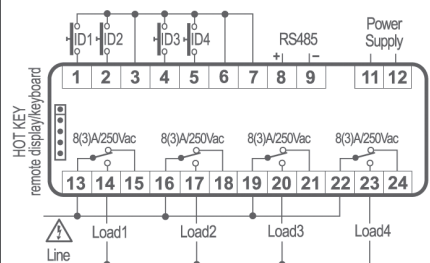 ID1 ID2 ID3 ID4 RS485 Power
Supply
+ −
1 2 3 4 5 6 7 8 9 11 12
HOT KEY
remote display/keyboard
8(3)A/250Vac 8(3)A/250Vac 8(3)A/250Vac 8(3)A/250Vac
13 14 15 16 17 18 19 20 21 22 23 24
Load1 Load2 Load3 Load4
Line